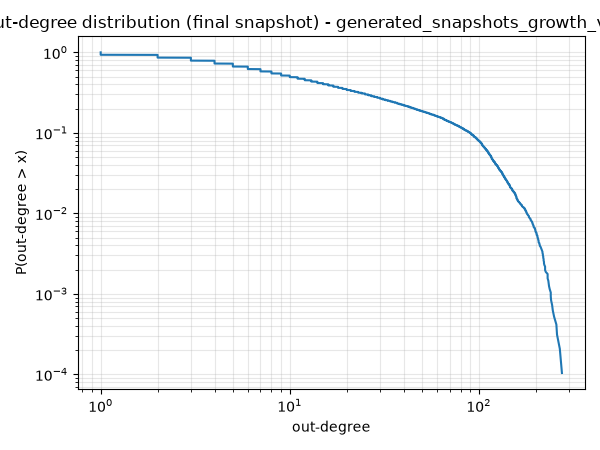 ut-degree distribution (final snapshot) - generated_snapshots_growth_v
10⁰
10⁻¹
10⁻²
10⁻³
10⁻⁴
P(out-degree > x)
10⁰ 10¹ 10²
out-degree